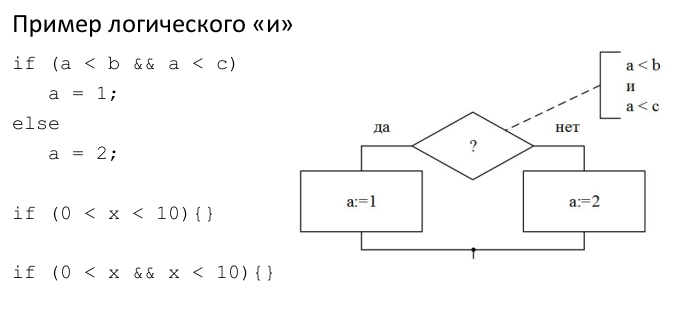 Пример логического «и»
if (a < b && a < c)
a = 1;
else
a = 2;
if (0 < x < 10){}
if (0 < x && x < 10){}
a < b
и
a < c
да
нет
?
a:=1
a:=2